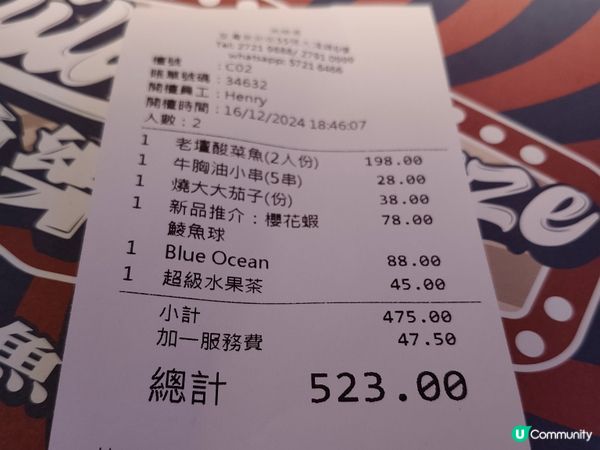 Tel: 2721 9888/ 2791 0999
whatsapp: 5721 6466
檯號 : C02
賬單號碼 : 34632
開檯員工 : Henry
開檯時間 : 16/12/2024 18:46:07
人數 : 2
1 老壇酸菜魚(2人份) 198.00
1 牛胸油小串(5串) 28.00
1 燒大大茄子(份) 38.00
1 新品推介：櫻花蝦 78.00
鯪魚球
1 Blue Ocean 88.00
1 超級水果茶 45.00
小計 475.00
加一服務費 47.50
總計 523.00
魚
U Community